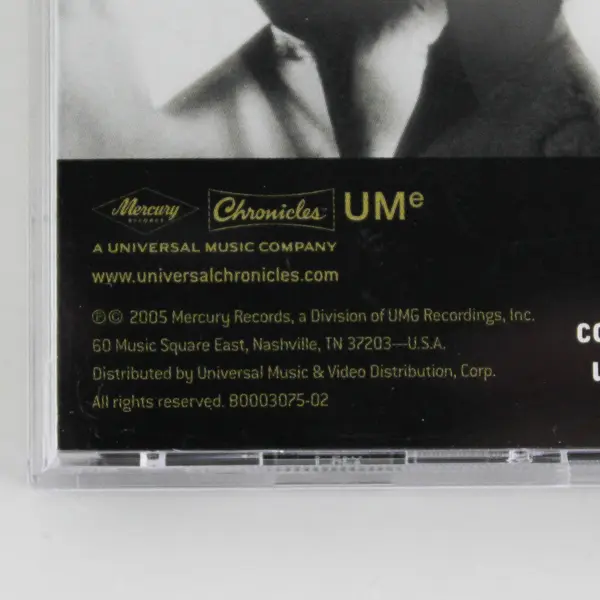 Mercury RECORDS Chronicles UMe
A UNIVERSAL MUSIC COMPANY
www.universalchronicles.com
℗© 2005 Mercury Records, a Division of UMG Recordings, Inc.
60 Music Square East, Nashville, TN 37203—U.S.A.
Distributed by Universal Music & Video Distribution, Corp.
All rights reserved. B0003075-02